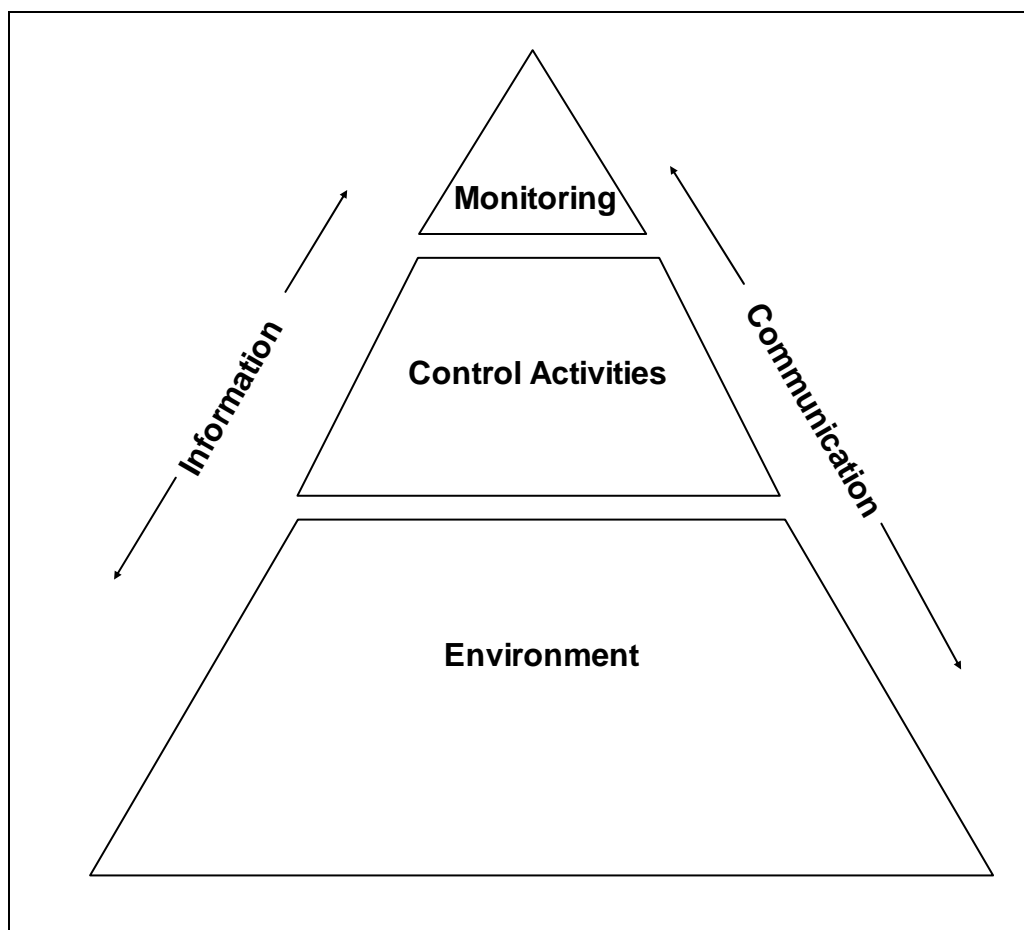 Monitoring
Information
Communication
Control Activities
Environment